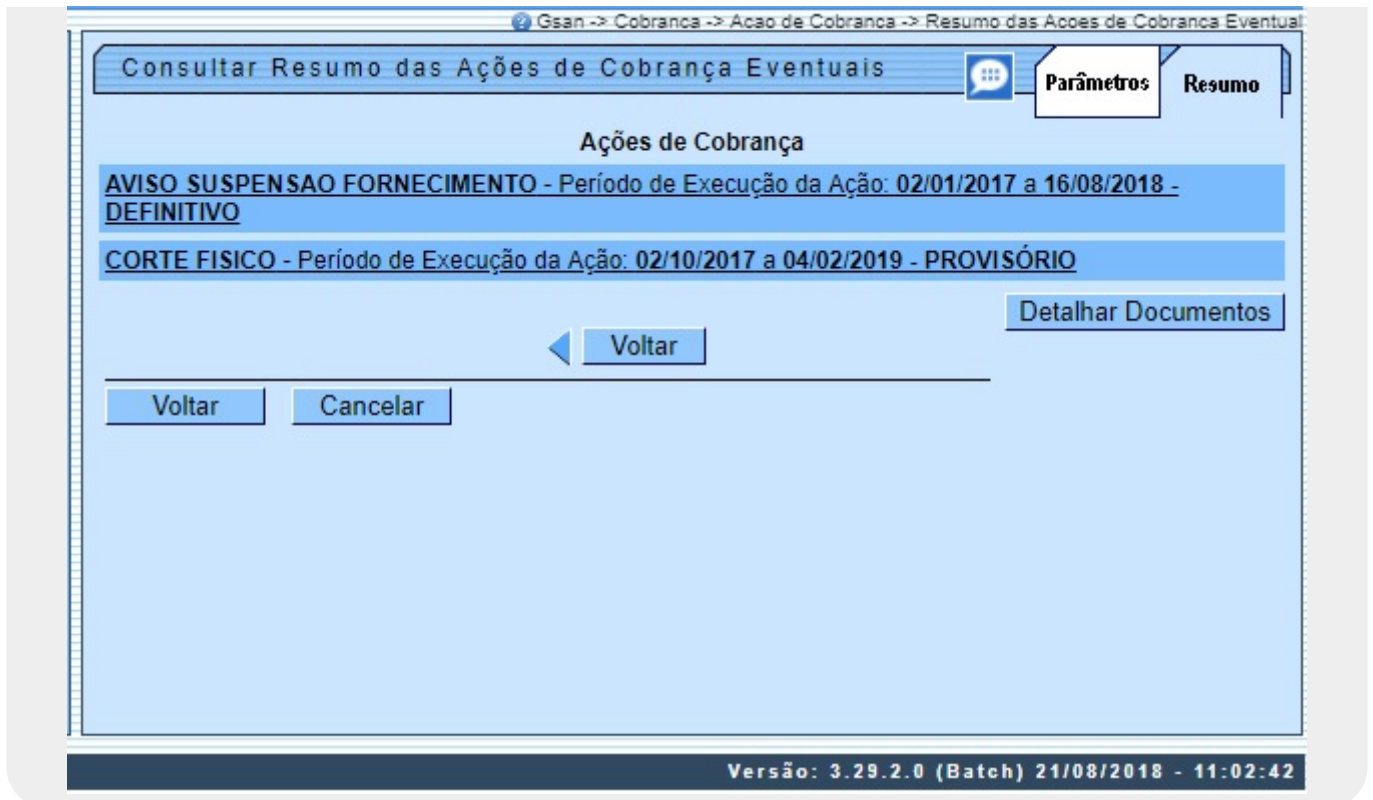 Gsan -> Cobranca -> Acao de Cobranca -> Resumo das Acoes de Cobranca Eventual
Consultar Resumo das Ações de Cobrança Eventuais
Parâmetros
Resumo
Ações de Cobrança
AVISO SUSPENSAO FORNECIMENTO - Período de Execução da Ação: 02/01/2017 a 16/08/2018 -
DEFINITIVO
CORTE FISICO - Período de Execução da Ação: 02/10/2017 a 04/02/2019 - PROVISÓRIO
Detalhar Documentos
Voltar
Voltar
Cancelar
Versão: 3.29.2.0 (Batch) 21/08/2018 - 11:02:42